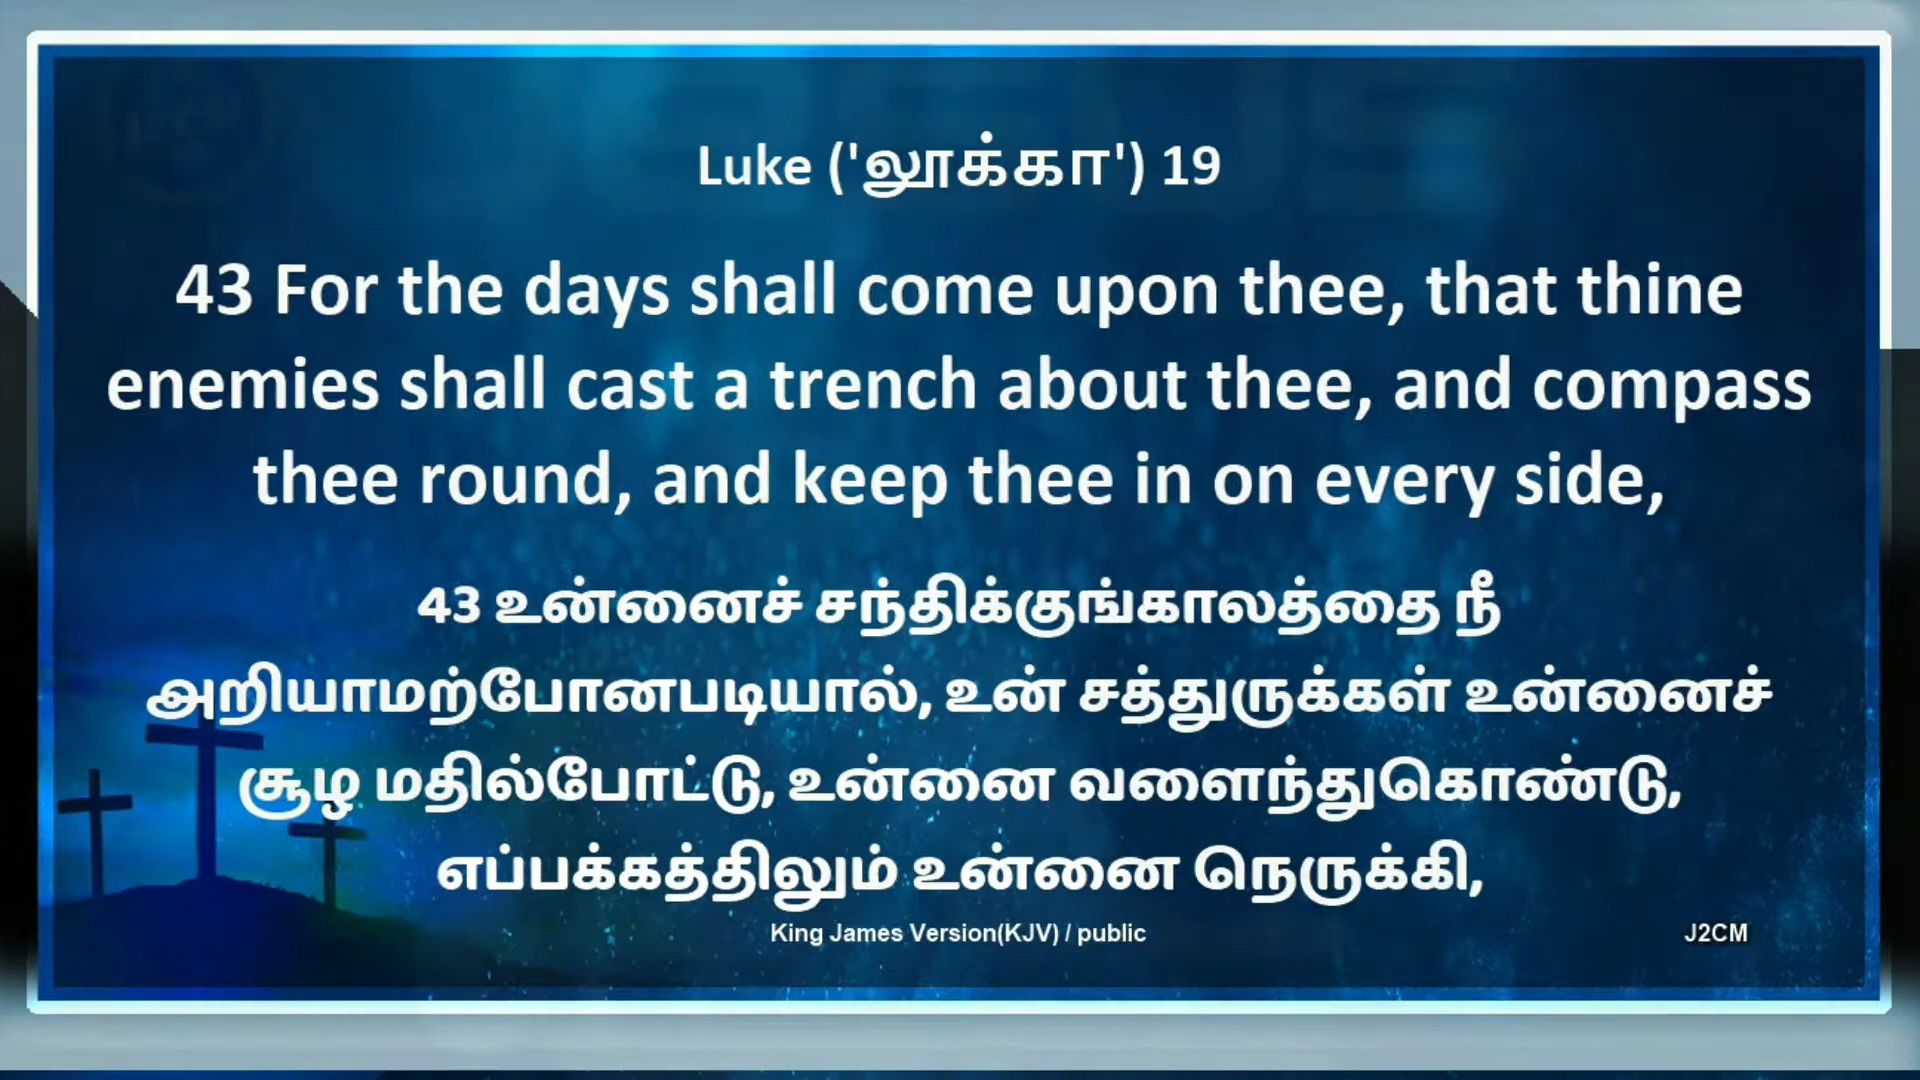 Luke ('லூக்கா') 19
43 For the days shall come upon thee, that thine
enemies shall cast a trench about thee, and compass
thee round, and keep thee in on every side,
43 உன்னைச் சந்திக்குங்காலத்தை நீ
அறியாமற்போனபடியால், உன் சத்துருக்கள் உன்னைச்
சூழ மதில்போட்டு, உன்னை வளைந்துகொண்டு,
எப்பக்கத்திலும் உன்னை நெருக்கி,
King James Version(KJV) / public
J2CM